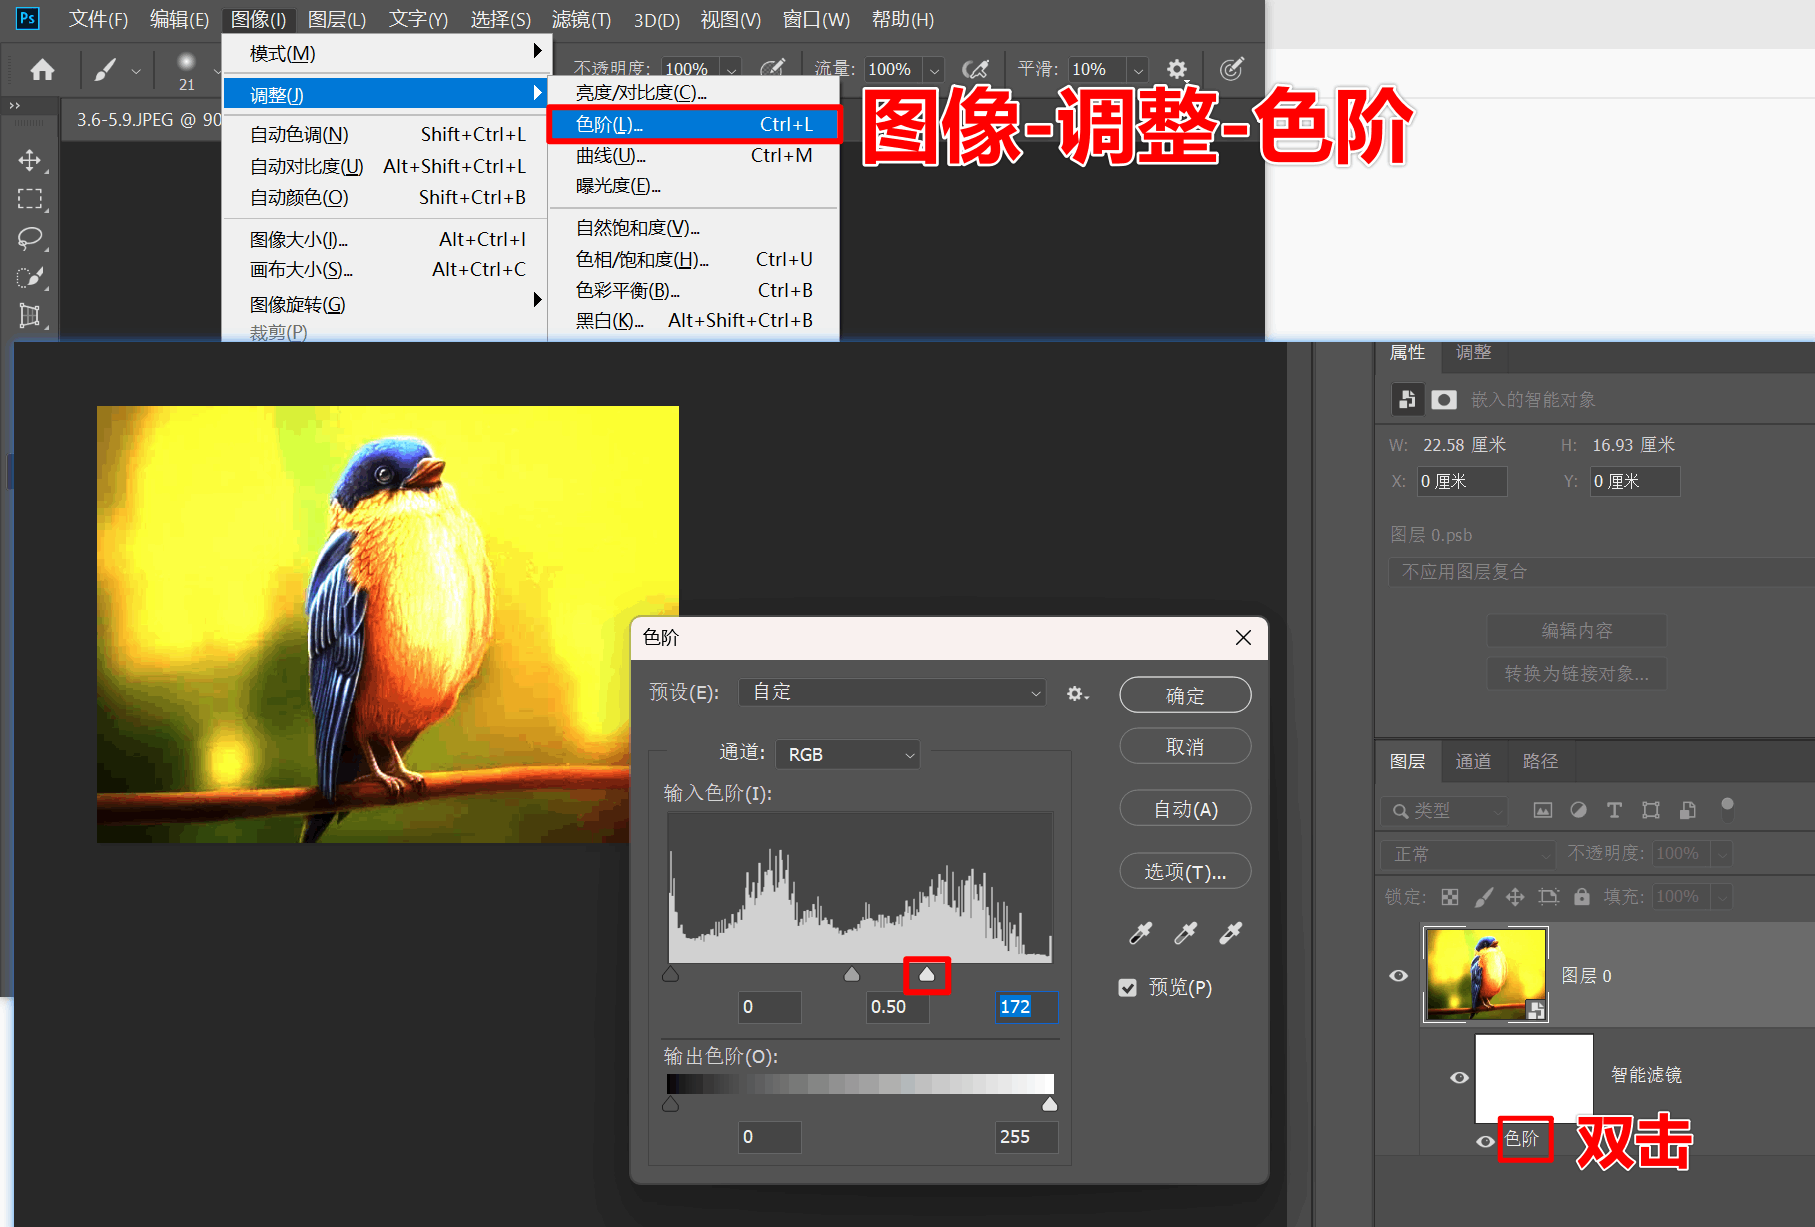 Ps 文件(F) 编辑(E) 图像(I) 图层(L) 文字(Y) 选择(S) 滤镜(T) 3D(D) 视图(V) 窗口(W) 帮助(H)
模式(M)
21
不透明度: 100% 流量: 100% 平滑: 10%
调整(J)
亮度/对比度(C)...
3.6-5.9.JPEG @ 90
色阶(L)... Ctrl+L
图像-调整-色阶
自动色调(N) Shift+Ctrl+L
曲线(U)... Ctrl+M
自动对比度(U) Alt+Shift+Ctrl+L
曝光度(E)...
自动颜色(O) Shift+Ctrl+B
自然饱和度(V)...
图像大小(I)... Alt+Ctrl+I
色相/饱和度(H)... Ctrl+U
画布大小(S)... Alt+Ctrl+C
色彩平衡(B)... Ctrl+B
图像旋转(G)
黑白(K)... Alt+Shift+Ctrl+B
裁剪(P)
属性 调整
嵌入的智能对象
W: 22.58 厘米 H: 16.93 厘米
X: 0 厘米 Y: 0 厘米
图层 0.psb
不应用图层复合
编辑内容
转换为链接对象...
色阶
预设(E): 自定
确定
取消
通道: RGB
输入色阶(I):
自动(A)
选项(T)...
预览(P)
0 0.50 172
输出色阶(O):
0 255
图层 通道 路径
类型
正常 不透明度: 100%
锁定: 填充: 100%
图层 0
智能滤镜
色阶
双击